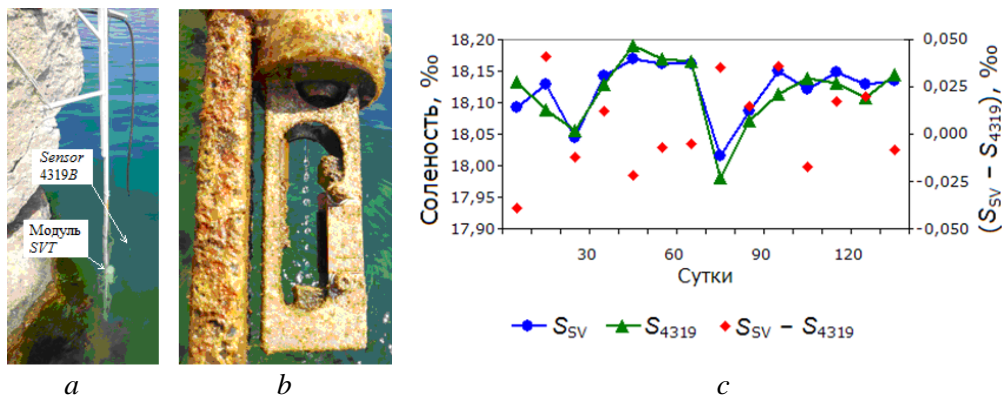 Sensor
4319B
Модуль
SVT
a
b
18,20
18,15
18,10
18,05
18,00
17,95
17,90
Соленость, ‰
0,050
0,025
0,000
-0,025
-0,050
(SSV – S4319), ‰
30
60
90
120
Сутки
SSV S4319 SSV – S4319
c